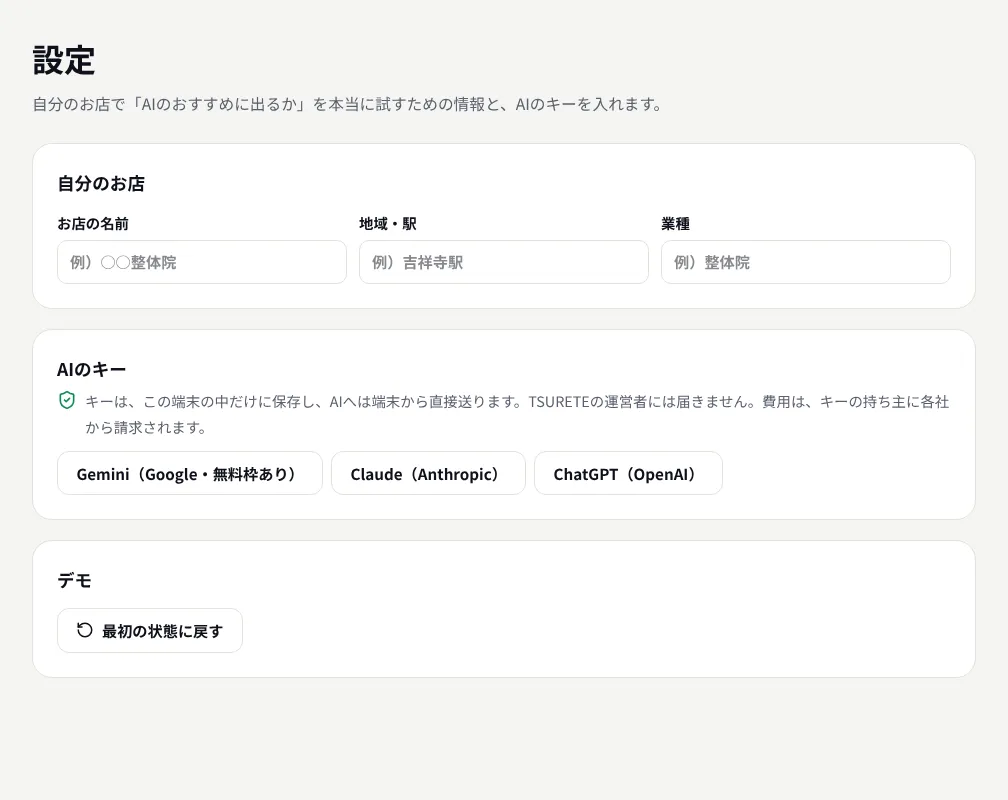 設定
自分のお店で「AIのおすすめに出るか」を本当に試すための情報と、AIのキーを入れます。
自分のお店
お店の名前
地域・駅
業種
例）〇〇整体院
例）吉祥寺駅
例）整体院
AIのキー
キーは、この端末の中だけに保存し、AIへは端末から直接送ります。TSURETEの運営者には届きません。費用は、キーの持ち主に各社
から請求されます。
Gemini（Google・無料枠あり）
Claude（Anthropic）
ChatGPT（OpenAI）
デモ
最初の状態に戻す